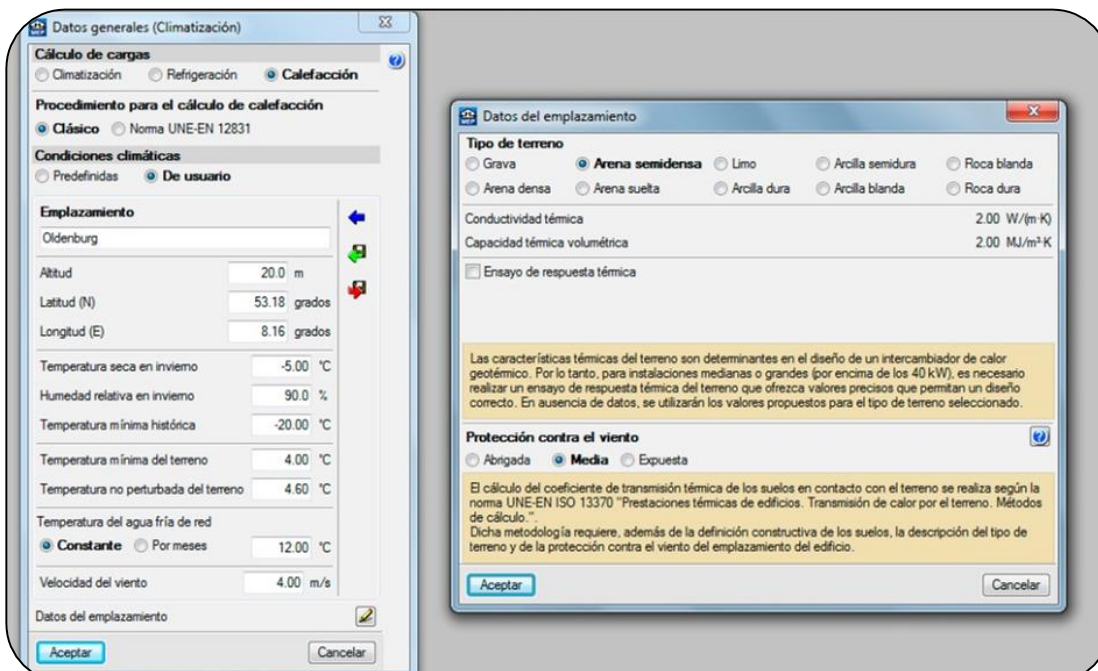 Datos generales (Climatización)
Cálculo de cargas
Climatización Refrigeración Calefacción
Procedimiento para el cálculo de calefacción
Clásico Norma UNE-EN 12831
Condiciones climáticas
Predefinidas De usuario
Emplazamiento
Oldenburg
Altitud 20.0 m
Latitud (N) 53.18 grados
Longitud (E) 8.16 grados
Temperatura seca en invierno -5.00 °C
Humedad relativa en invierno 90.0 %
Temperatura mínima histórica -20.00 °C
Temperatura mínima del terreno 4.00 °C
Temperatura no perturbada del terreno 4.60 °C
Temperatura del agua fría de red
Constante Por meses 12.00 °C
Velocidad del viento 4.00 m/s
Datos del emplazamiento
Aceptar Cancelar
Datos del emplazamiento
Tipo de terreno
Grava Arena semidensa Limo Arcilla semidura Roca blanda
Arena densa Arena suelta Arcilla dura Arcilla blanda Roca dura
Conductividad térmica 2.00 W/(m·K)
Capacidad térmica volumétrica 2.00 MJ/m³·K
Ensayo de respuesta térmica
Las características térmicas del terreno son determinantes en el diseño de un intercambiador de calor
geotérmico. Por lo tanto, para instalaciones medianas o grandes (por encima de los 40 kW), es necesario
realizar un ensayo de respuesta térmica del terreno que ofrezca valores precisos que permitan un diseño
correcto. En ausencia de datos, se utilizarán los valores propuestos para el tipo de terreno seleccionado.
Protección contra el viento
Abrigada Media Expuesta
El cálculo del coeficiente de transmisión térmica de los suelos en contacto con el terreno se realiza según la
norma UNE-EN ISO 13370 "Prestaciones térmicas de edificios. Transmisión de calor por el terreno. Métodos
de cálculo.".
Dicha metodología requiere, además de la definición constructiva de los suelos, la descripción del tipo de
terreno y de la protección contra el viento del emplazamiento del edificio.
Aceptar Cancelar